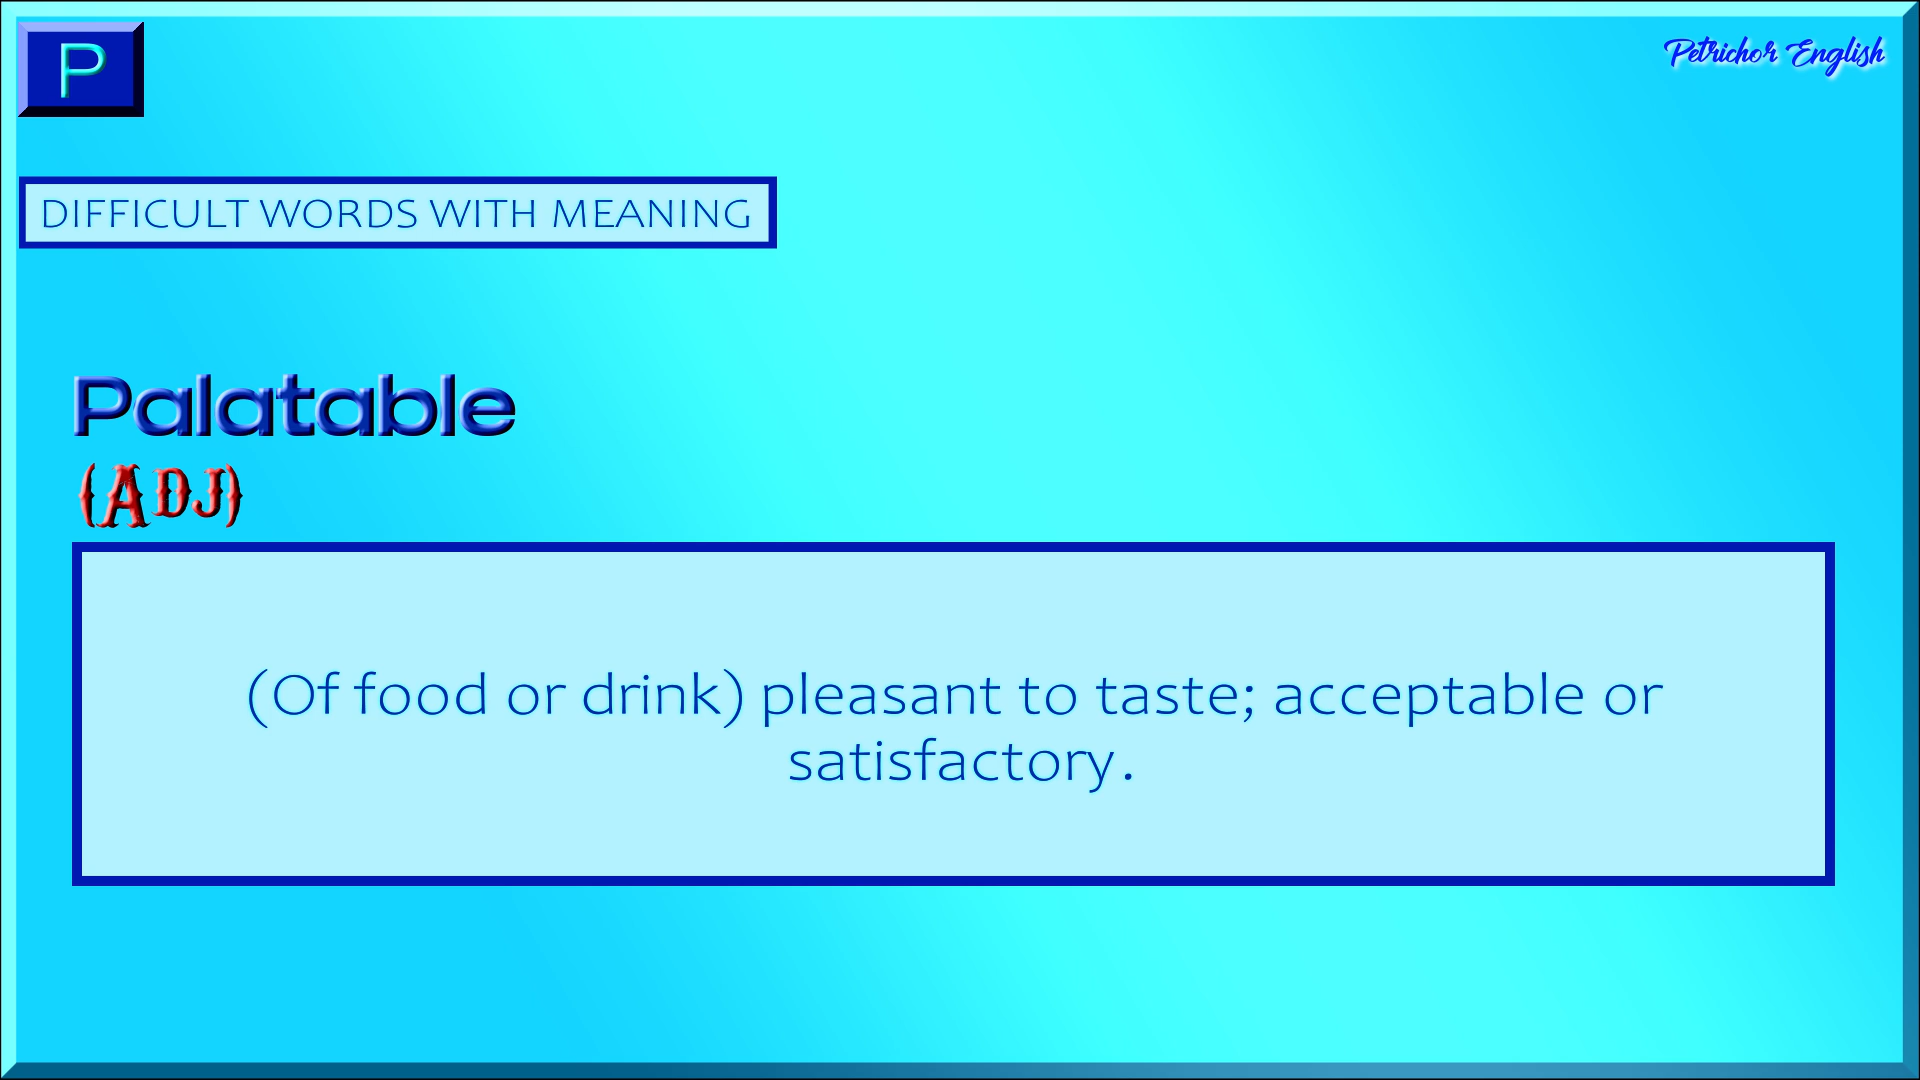 P
Petrichor English
DIFFICULT WORDS WITH MEANING
Palatable
(ADJ)
(Of food or drink) pleasant to taste; acceptable or
satisfactory.